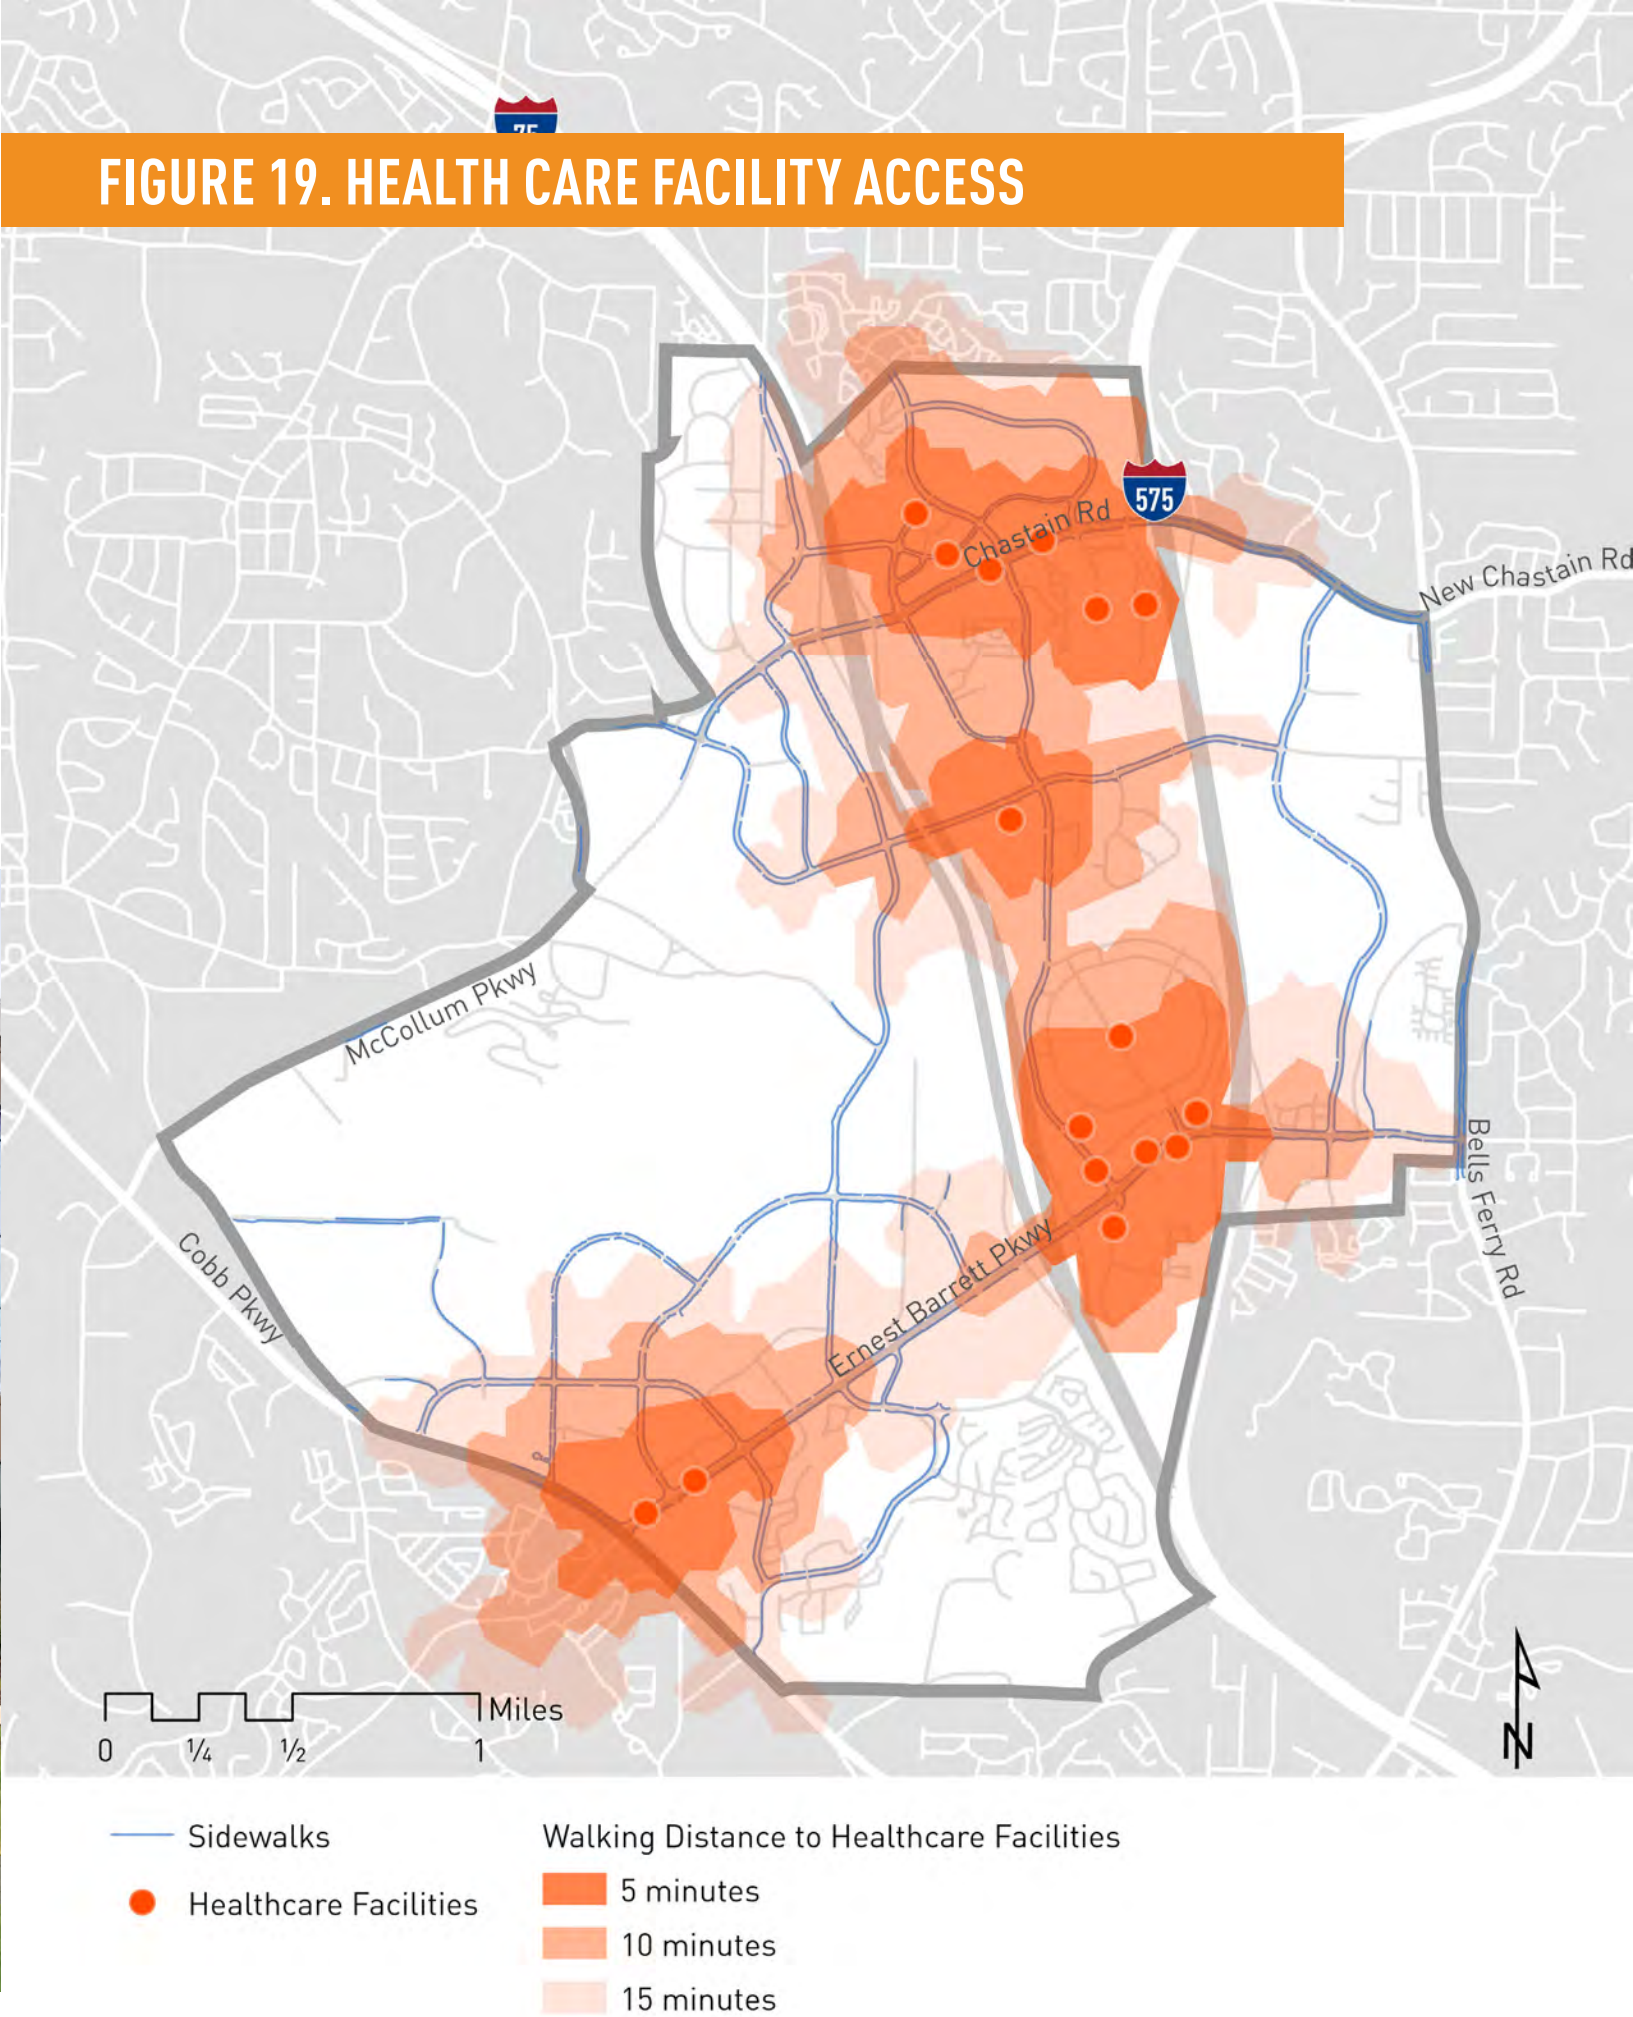 75
FIGURE 19. HEALTH CARE FACILITY ACCESS
575
Chastain Rd
New Chastain Rd
McCollum Pkwy
Cobb Pkwy
Ernest Barrett Pkwy
Bells Ferry Rd
Miles
0 1/4 1/2 1
N
Sidewalks
Healthcare Facilities
Walking Distance to Healthcare Facilities
5 minutes
10 minutes
15 minutes